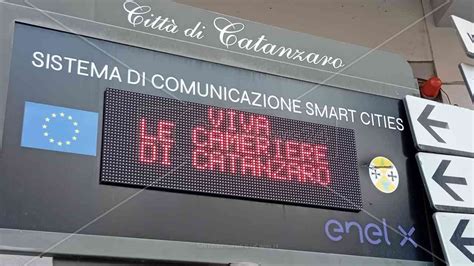 Città di Catanzaro
SISTEMA DI COMUNICAZIONE SMART CITIES
VIVA
LE CAMERIERE
DI CATANZARO
enel x